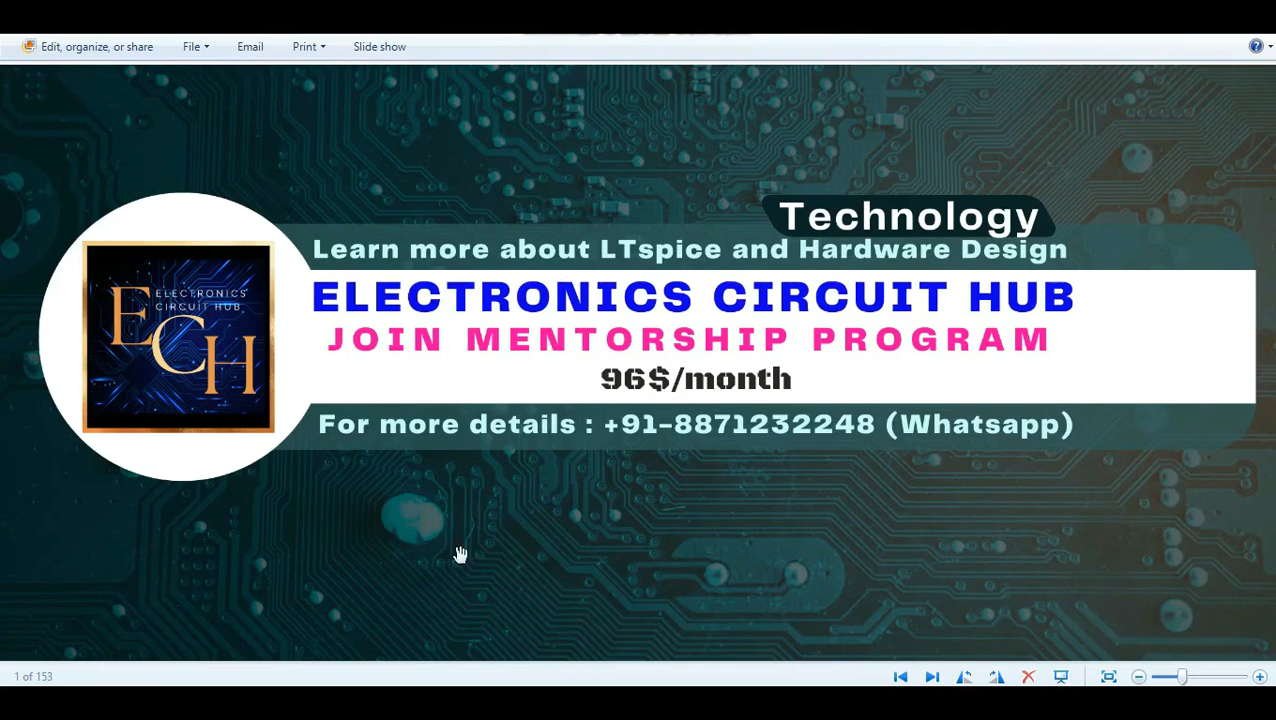 Edit, organize, or share File Email Print Slide show
Technology
Learn more about LTspice and Hardware Design
ELECTRONICS CIRCUIT HUB
JOIN MENTORSHIP PROGRAM
96$/month
For more details : +91-8871232248 (Whatsapp)
ELECTRONICS
CIRCUIT HUB
ECH
1 of 153